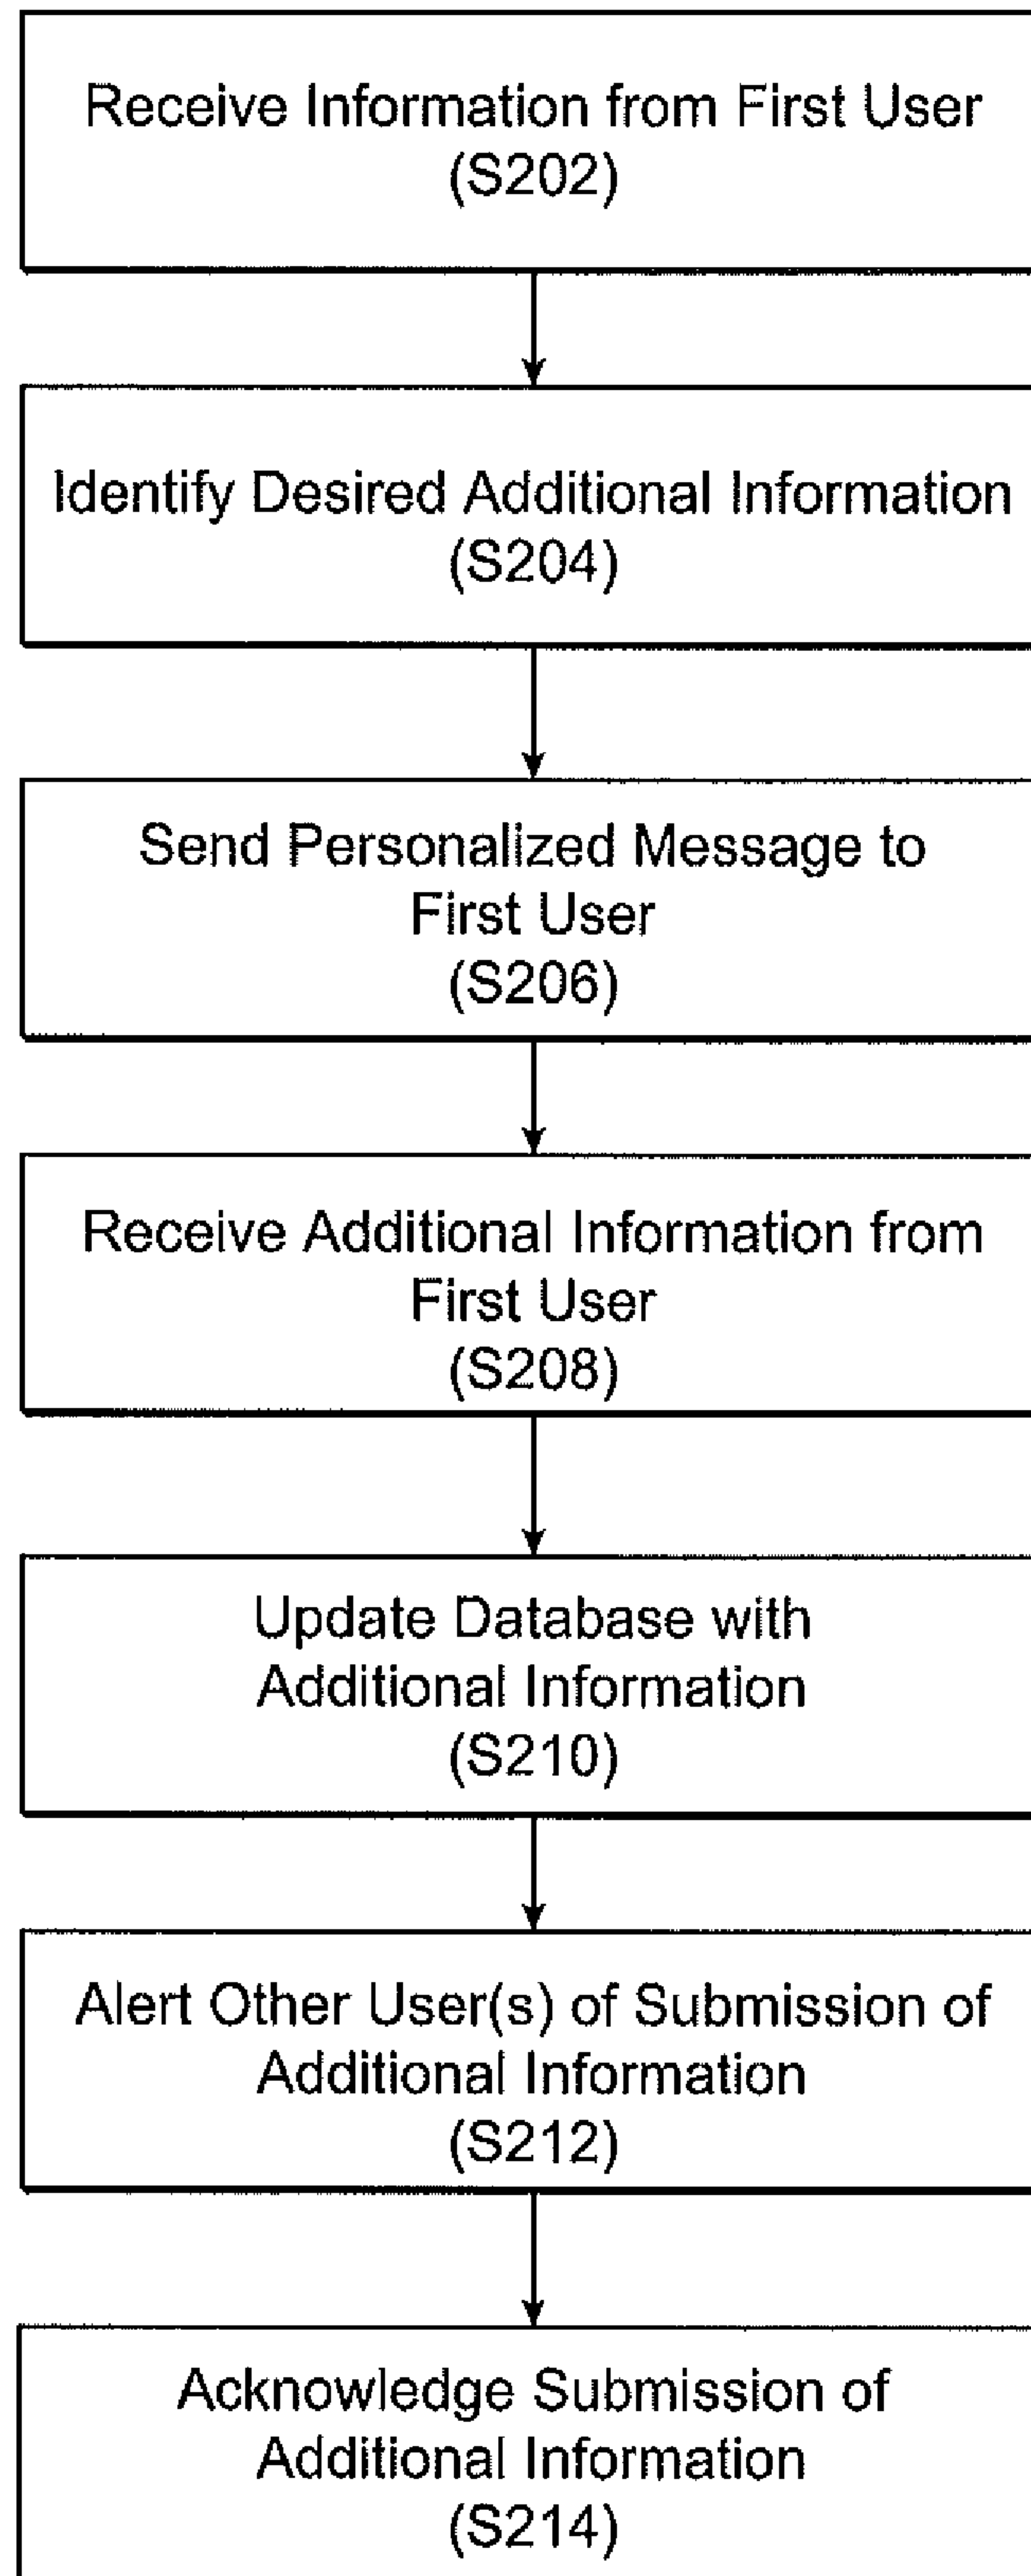 Receive Information from First User
(S202)
Identify Desired Additional Information
(S204)
Send Personalized Message to
First User
(S206)
Receive Additional Information from
First User
(S208)
Update Database with
Additional Information
(S210)
Alert Other User(s) of Submission of
Additional Information
(S212)
Acknowledge Submission of
Additional Information
(S214)